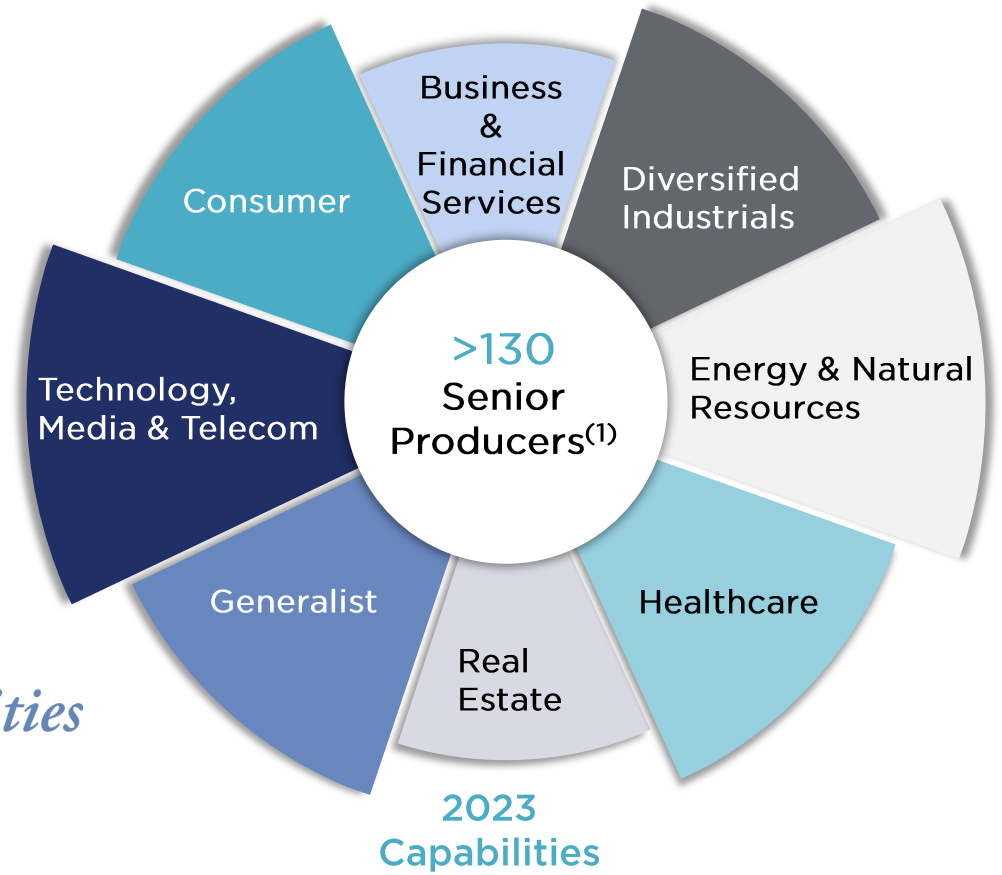 Business
&
Financial
Services
Diversified
Industrials
Consumer
>130
Senior
Producers(1)
Energy & Natural
Resources
Technology,
Media & Telecom
Generalist
Healthcare
Real
Estate
2023
Capabilities